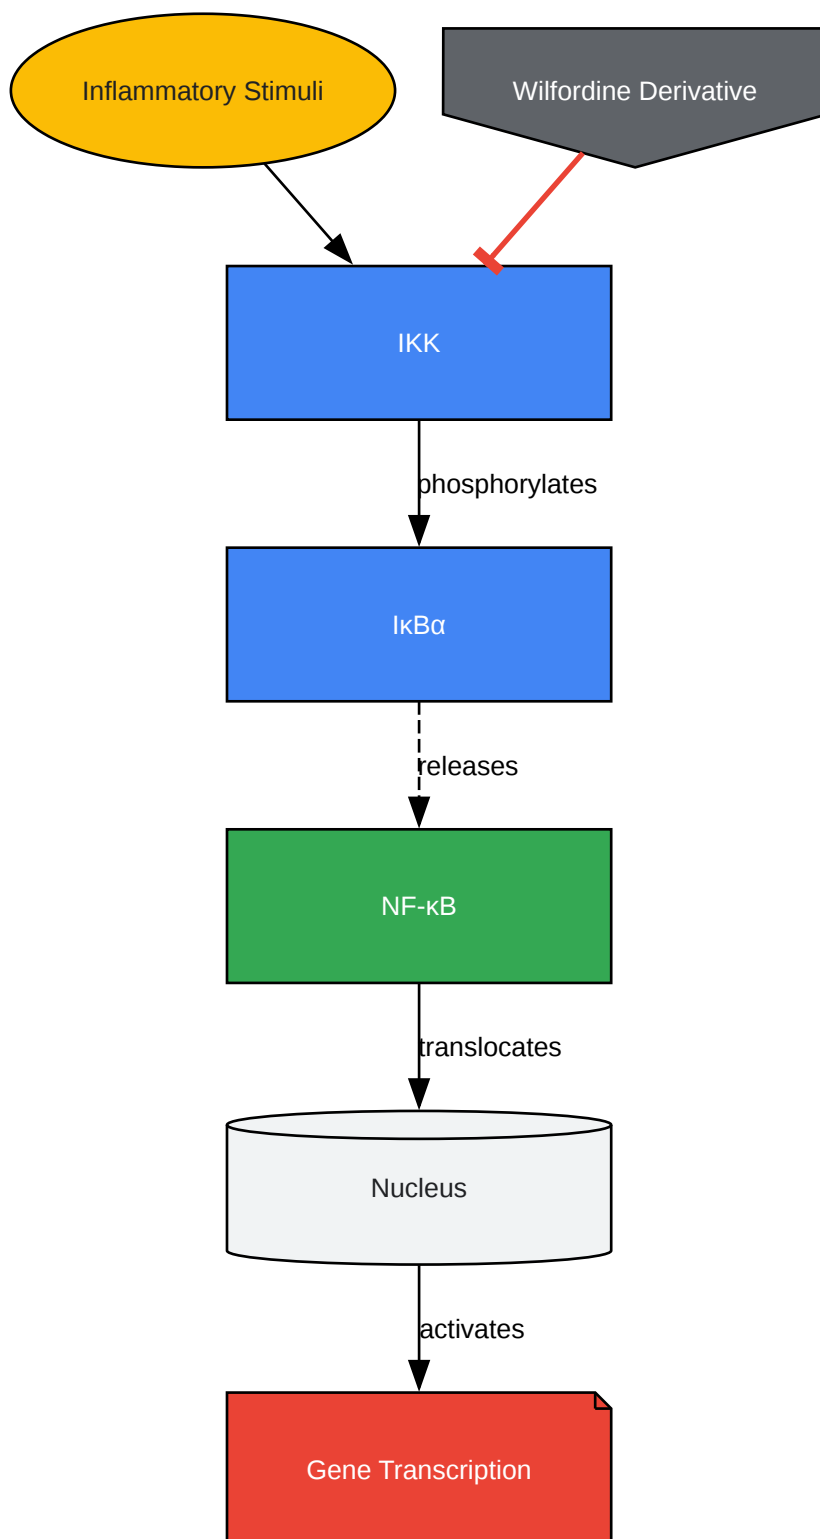 Inflammatory Stimuli
Wilfordine Derivative
IKK
phosphorylates
IκBα
releases
NF-κB
translocates
Nucleus
activates
Gene Transcription